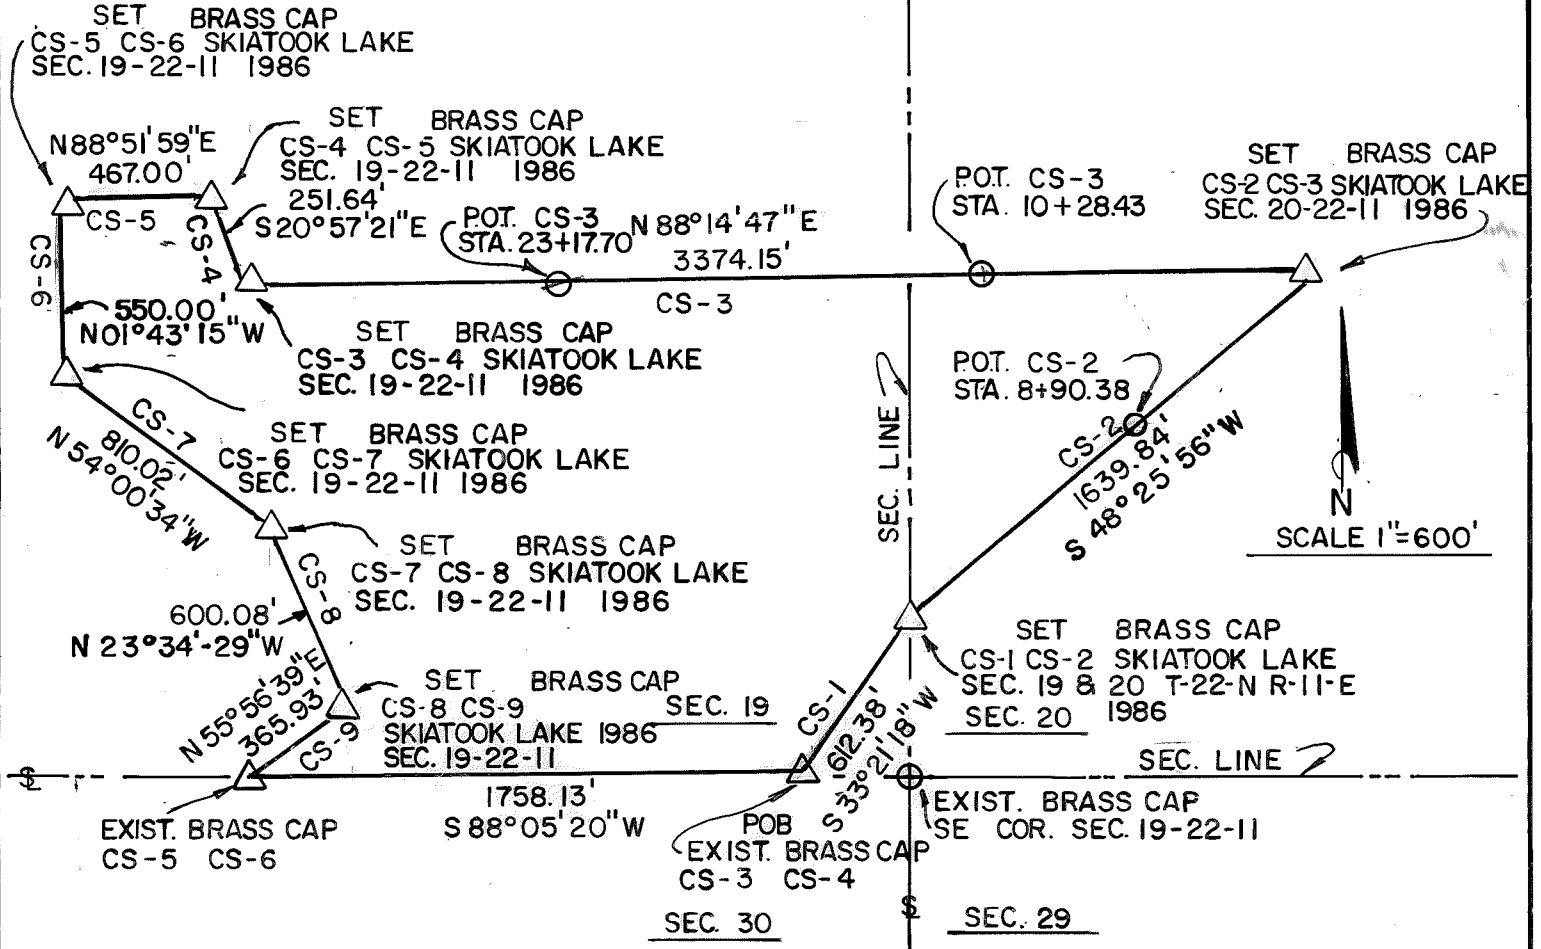 SET BRASS CAP
CS-5 CS-6 SKIATOOK LAKE
SEC. 19-22-11 1986
N88°51'59"E
467.00'
CS-5
SET BRASS CAP
CS-4 CS-5 SKIATOOK LAKE
SEC. 19-22-11 1986
251.64'
S20°57'21"E
CS-4
P.O.T. CS-3
STA. 23+17.70
N 88°14'47"E
3374.15'
CS-3
P.O.T. CS-3
STA. 10+28.43
SET BRASS CAP
CS-2 CS-3 SKIATOOK LAKE
SEC. 20-22-11 1986
CS-6
550.00'
N01°43'15"W
SET BRASS CAP
CS-3 CS-4 SKIATOOK LAKE
SEC. 19-22-11 1986
P.O.T. CS-2
STA. 8+90.38
SEC. LINE
CS-2
1639.84'
S 48°25'56"W
N
SCALE 1"=600'
CS-7
810.02'
N 54°00'34"W
SET BRASS CAP
CS-6 CS-7 SKIATOOK LAKE
SEC. 19-22-11 1986
SET BRASS CAP
CS-7 CS-8 SKIATOOK LAKE
SEC. 19-22-11 1986
CS-8
600.08'
N 23°34'-29"W
SET BRASS CAP
CS-1 CS-2 SKIATOOK LAKE
SEC. 19 & 20 T-22-N R-11-E
1986
SEC. 20
N55°56'39"E
365.93'
CS-9
SET BRASS CAP
CS-8 CS-9
SKIATOOK LAKE 1986
SEC. 19-22-11
SEC. 19
CS-1
612.38'
S 33°21'18"W
SEC. LINE
1758.13'
S 88°05'20"W
EXIST. BRASS CAP
CS-5 CS-6
POB
EXIST. BRASS CAP
CS-3 CS-4
EXIST. BRASS CAP
SE COR. SEC. 19-22-11
SEC. 30
SEC. 29